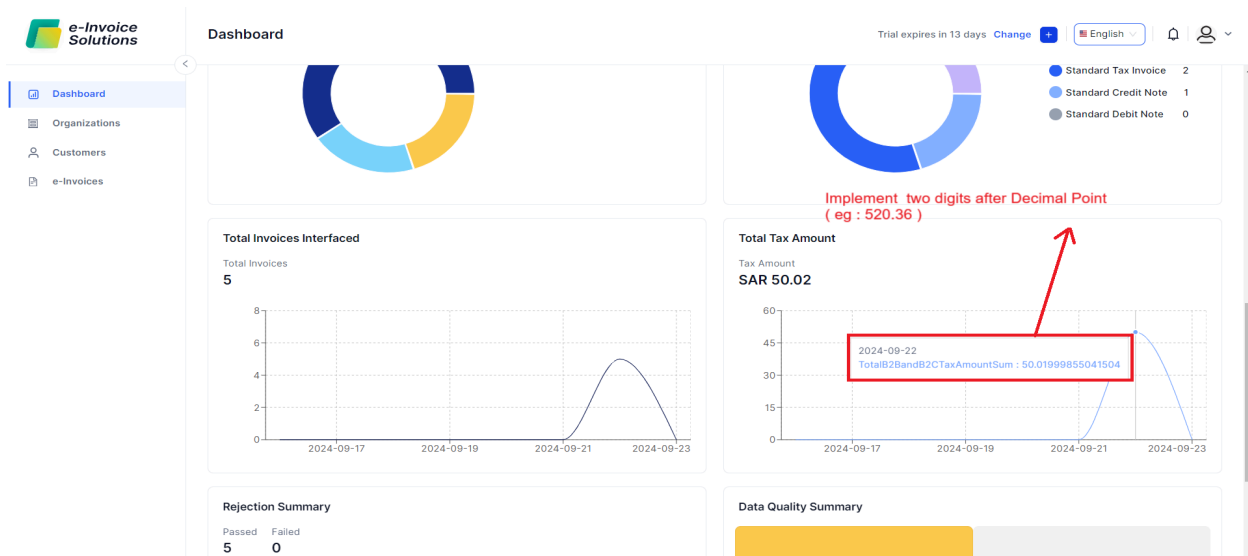 e-Invoice
Solutions
Dashboard
Trial expires in 13 days Change +
English
Dashboard
Organizations
Customers
e-Invoices
Standard Tax Invoice 2
Standard Credit Note 1
Standard Debit Note 0
Implement two digits after Decimal Point
( eg : 520.36 )
Total Invoices Interfaced
Total Invoices
5
8
6
4
2
0
2024-09-17 2024-09-19 2024-09-21 2024-09-23
Total Tax Amount
Tax Amount
SAR 50.02
60
45
30
15
0
2024-09-22
TotalB2BandB2CTaxAmountSum : 50.01999855041504
2024-09-17 2024-09-19 2024-09-21 2024-09-23
Rejection Summary
Passed Failed
5 0
Data Quality Summary